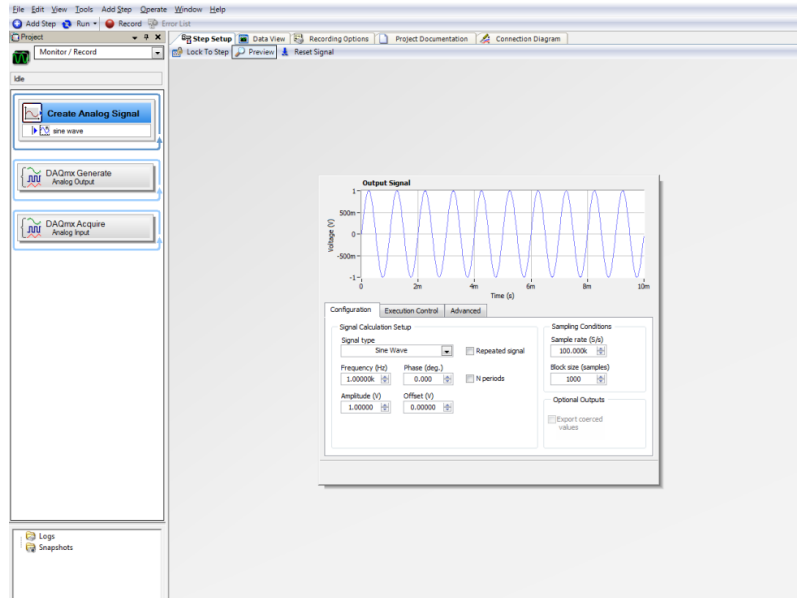 File Edit View Tools Add Step Operate Window Help
Add Step Run Record Error List
Project
Step Setup Data View Recording Options Project Documentation Connection Diagram
Monitor / Record
Lock To Step Preview Reset Signal
Idle
Create Analog Signal
sine wave
DAQmx Generate
Analog Output
DAQmx Acquire
Analog Input
Output Signal
1
500m
0
-500m
-1
Voltage (V)
0 2m 4m 6m 8m 10m
Time (s)
Configuration Execution Control Advanced
Signal Calculation Setup
Signal type
Sine Wave
Repeated signal
Frequency (Hz) Phase (deg.)
1.00000k 0.000
N periods
Amplitude (V) Offset (V)
1.00000 0.00000
Sampling Conditions
Sample rate (S/s)
100.000k
Block size (samples)
1000
Optional Outputs
Export coerced
values
Logs
Snapshots